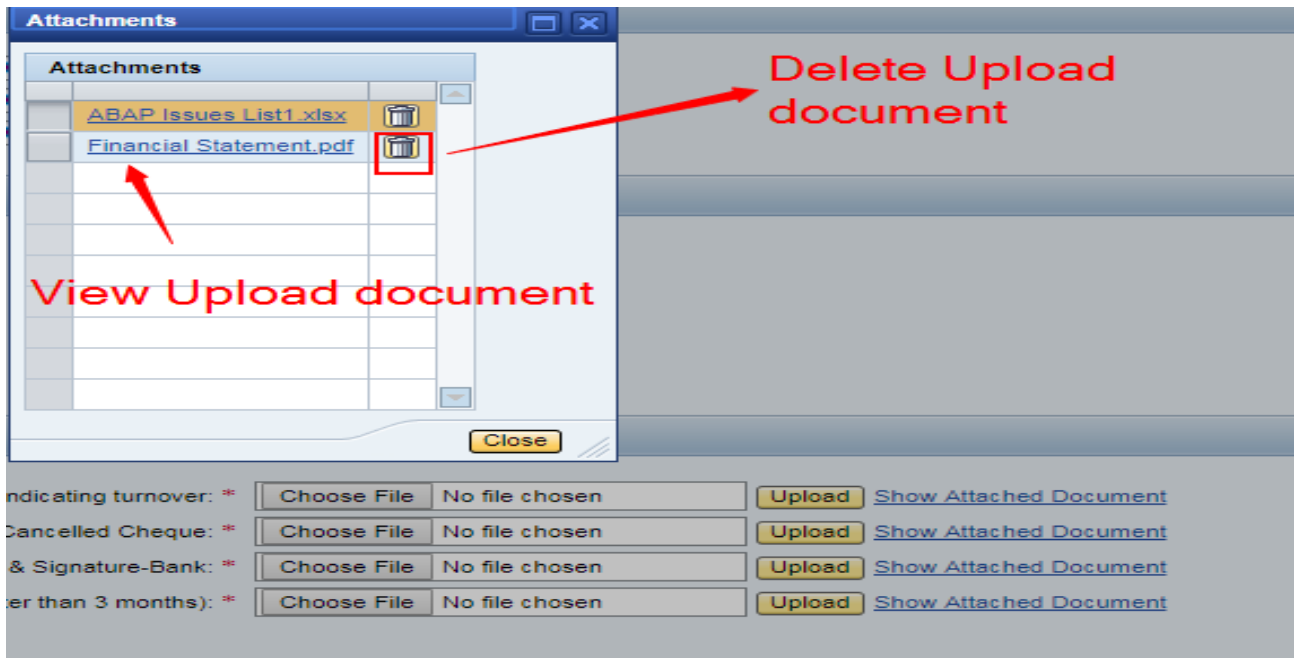 Attachments
Attachments
ABAP Issues List1.xlsx
Financial Statement.pdf
Delete Upload
document
View Upload document
Close
ndicating turnover: * Choose File No file chosen Upload Show Attached Document
Cancelled Cheque: * Choose File No file chosen Upload Show Attached Document
& Signature-Bank: * Choose File No file chosen Upload Show Attached Document
ter than 3 months): * Choose File No file chosen Upload Show Attached Document